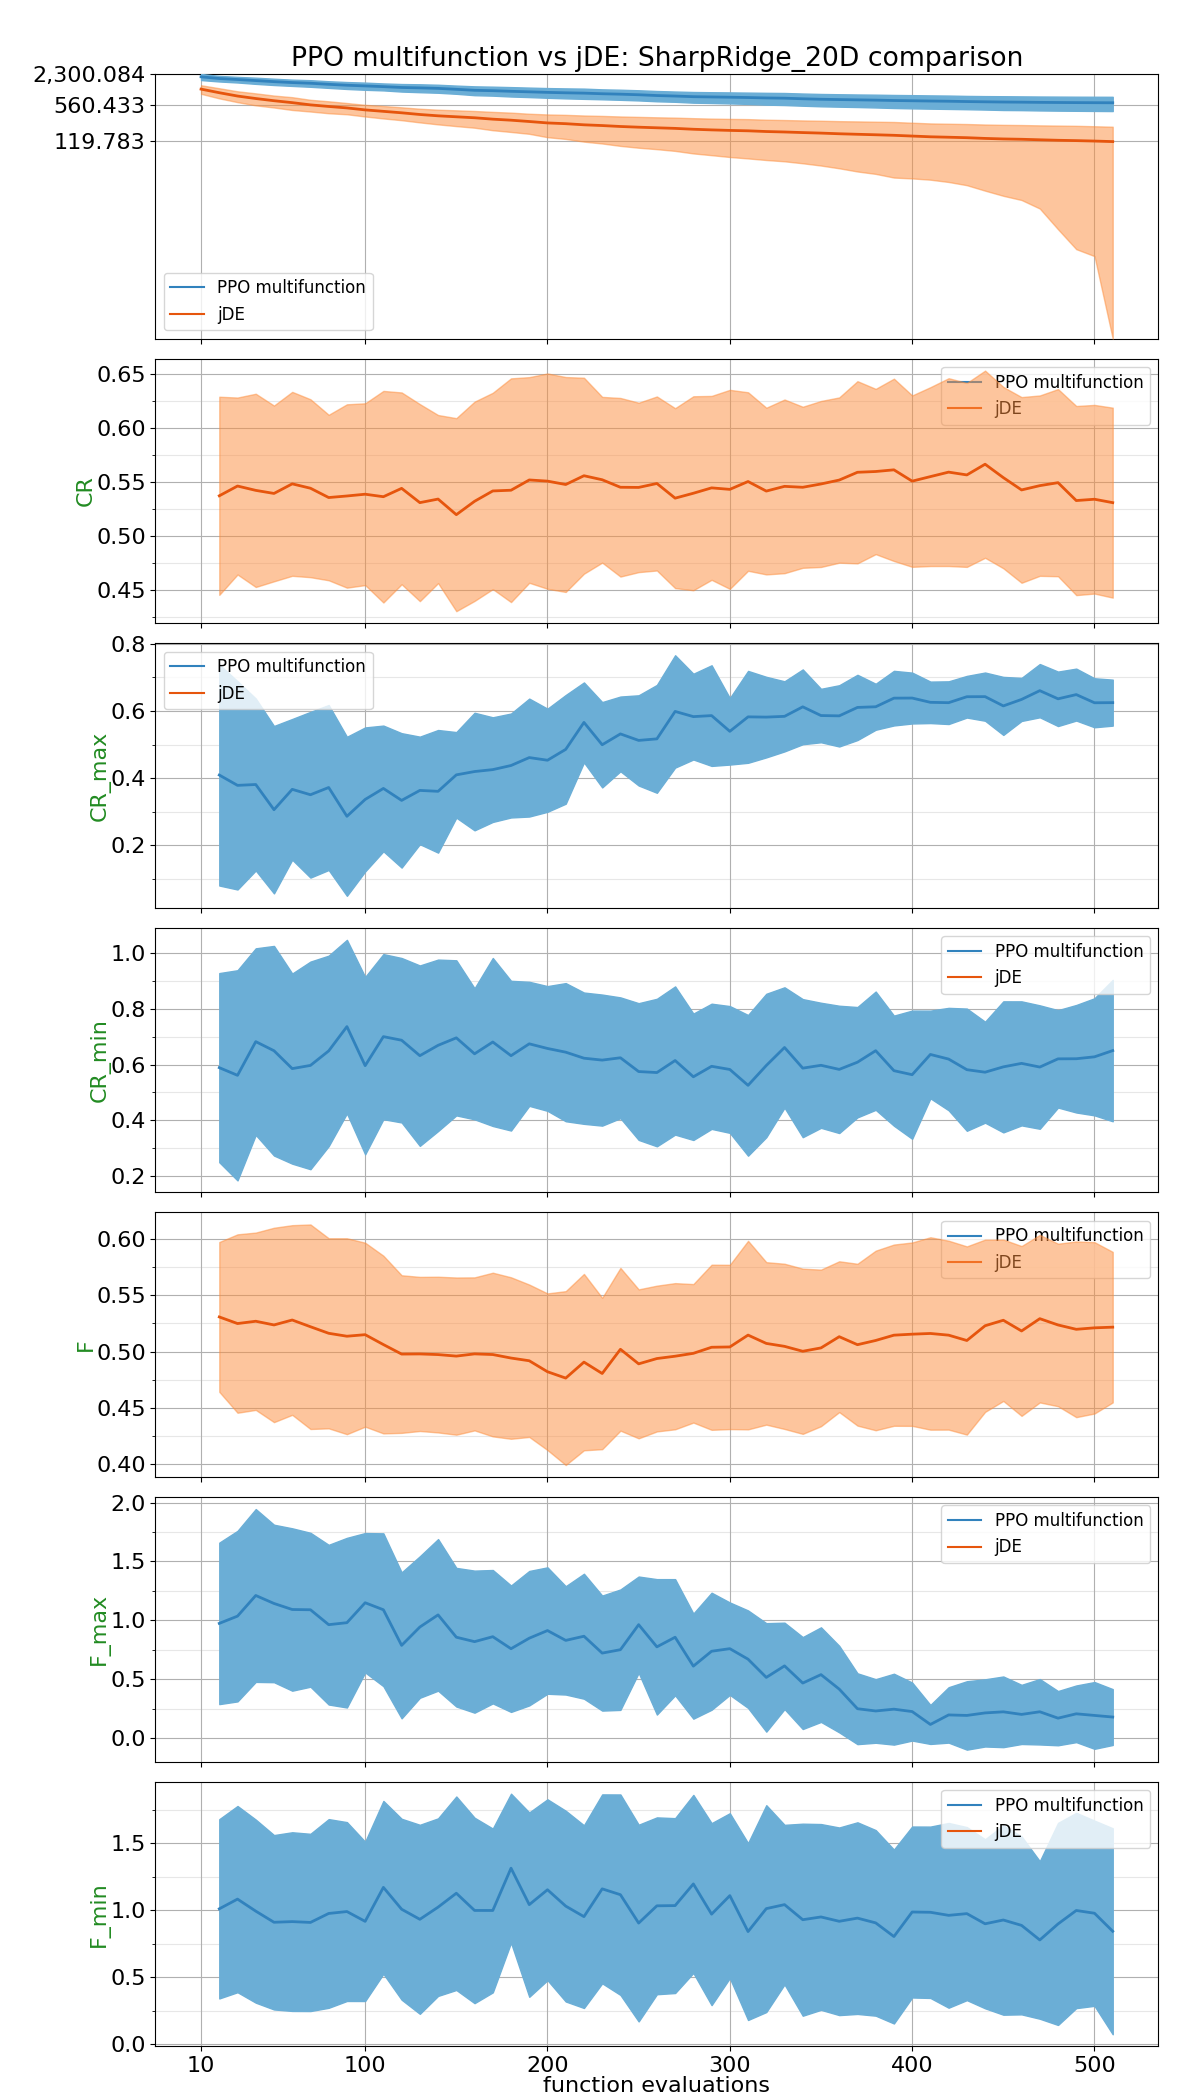 PPO multifunction vs jDE: SharpRidge_20D comparison
2,300.084
560.433
119.783
PPO multifunction
jDE
0.65
0.60
0.55
0.50
0.45
CR
PPO multifunction
jDE
0.8
0.6
0.4
0.2
CR_max
PPO multifunction
jDE
1.0
0.8
0.6
0.4
0.2
CR_min
PPO multifunction
jDE
0.60
0.55
0.50
0.45
0.40
F
PPO multifunction
jDE
2.0
1.5
1.0
0.5
0.0
F_max
PPO multifunction
jDE
1.5
1.0
0.5
0.0
F_min
PPO multifunction
jDE
10 100 200 300 400 500
function evaluations